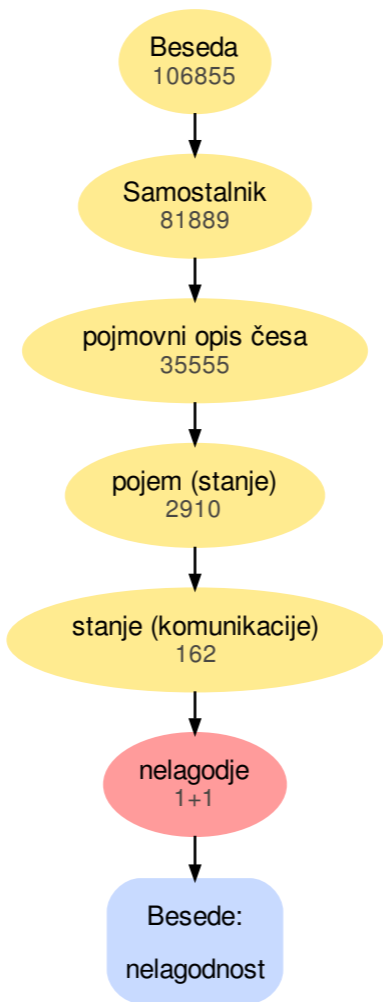 Beseda
106855
Samostalnik
81889
pojmovni opis česa
35555
pojem (stanje)
2910
stanje (komunikacije)
162
nelagodje
1+1
Besede:
nelagodnost